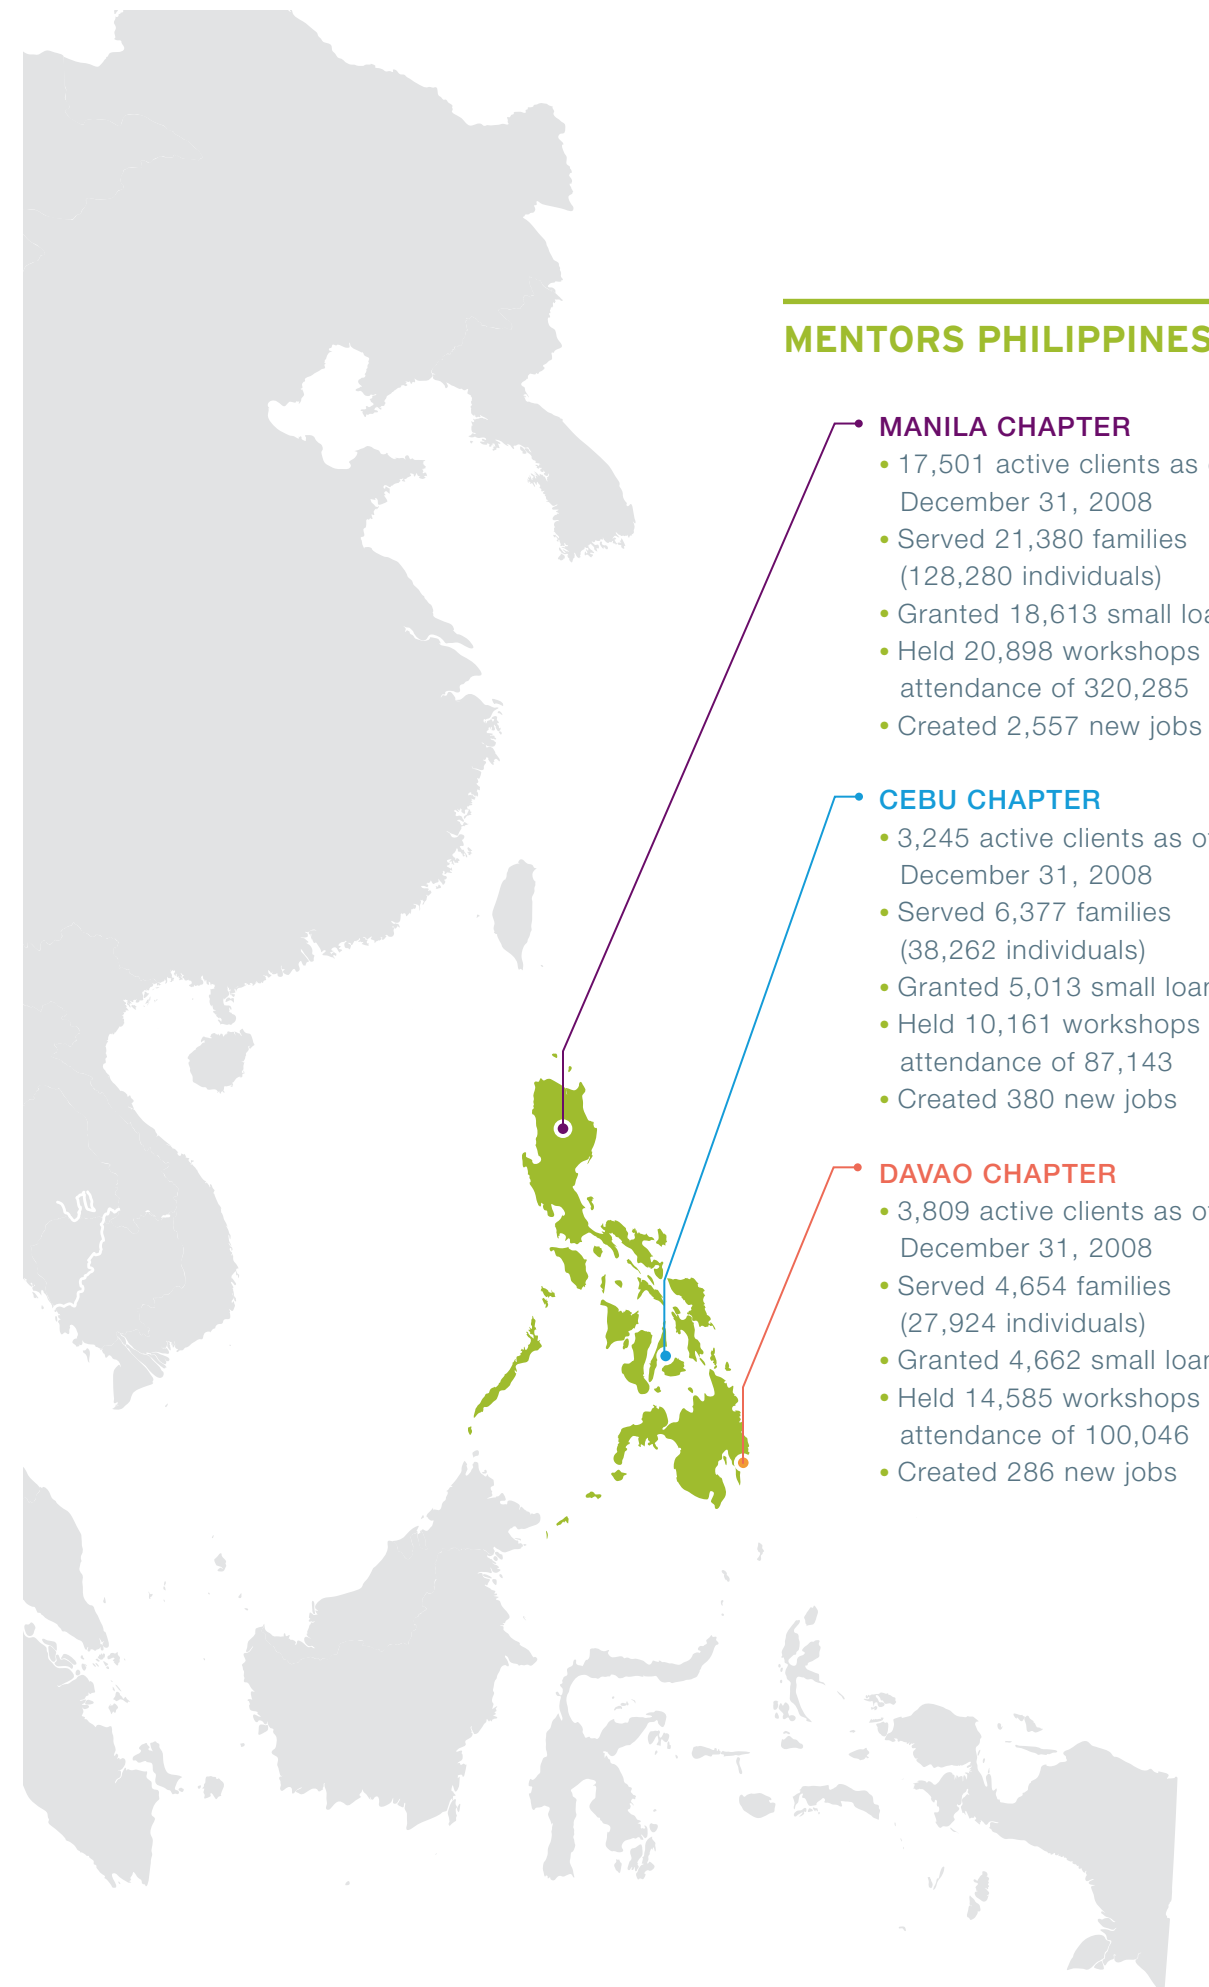 MENTORS PHILIPPINES
MANILA CHAPTER
• 17,501 active clients as
December 31, 2008
• Served 21,380 families
(128,280 individuals)
• Granted 18,613 small
• Held 20,898 workshops
attendance of 320,285
• Created 2,557 new jobs
CEBU CHAPTER
• 3,245 active clients as
December 31, 2008
• Served 6,377 families
(38,262 individuals)
• Granted 5,013 small
• Held 10,161 workshops
attendance of 87,143
• Created 380 new jobs
DAVAO CHAPTER
• 3,809 active clients as
December 31, 2008
• Served 4,654 families
(27,924 individuals)
• Granted 4,662 small
• Held 14,585 workshops
attendance of 100,046
• Created 286 new jobs